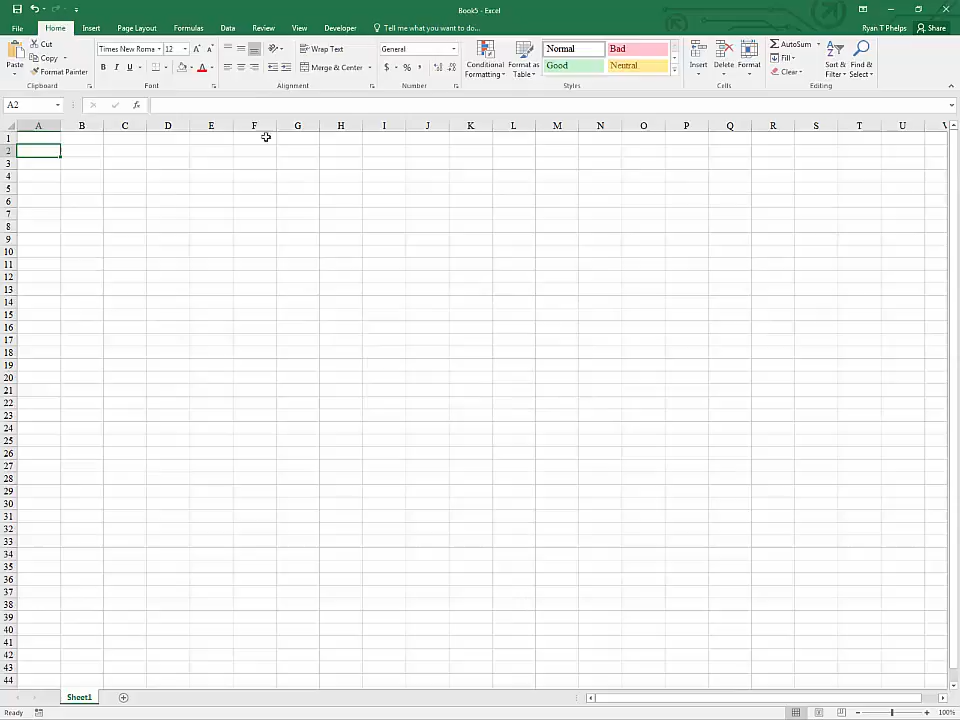 Book5 - Excel
Ryan T Phelps
Share
File Home Insert Page Layout Formulas Data Review View Developer Tell me what you want to do...
Paste
Cut
Copy
Format Painter
Clipboard
Times New Roma 12
B I U
Font
Wrap Text
Merge & Center
Alignment
General
$ % ,
Number
Conditional Formatting
Format as Table
Normal Bad
Good Neutral
Styles
Insert Delete Format
Cells
AutoSum
Fill
Clear
Sort & Filter
Find & Select
Editing
A2 fx
A B C D E F G H I J K L M N O P Q R S T U V
1
2
3
4
5
6
7
8
9
10
11
12
13
14
15
16
17
18
19
20
21
22
23
24
25
26
27
28
29
30
31
32
33
34
35
36
37
38
39
40
41
42
43
44
Sheet1
Ready
100%